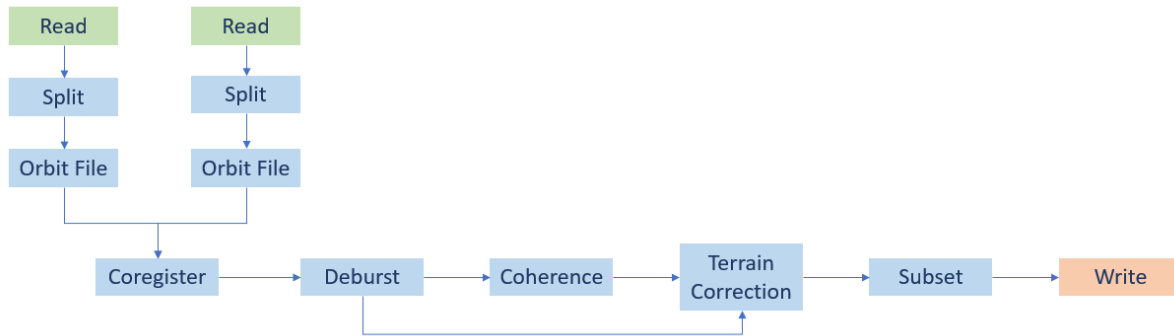 Read
Read
Split
Split
Orbit File
Orbit File
Coregister
Deburst
Coherence
Terrain
Correction
Subset
Write